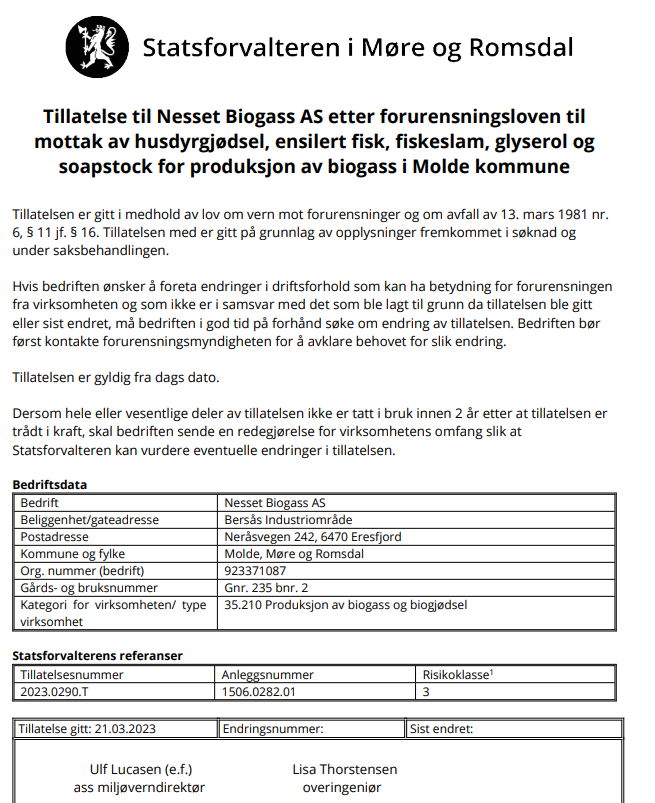 Statsforvalteren i Møre og Romsdal
Tillatelse til Nesset Biogass AS etter forurensningsloven til
mottak av husdyrgjødsel, ensilert fisk, fiskeslam, glyserol og
soapstock for produksjon av biogass i Molde kommune
Tillatelsen er gitt i medhold av lov om vern mot forurensninger og om avfall av 13. mars 1981 nr.
6, § 11 jf. § 16. Tillatelsen med er gitt på grunnlag av opplysninger fremkommet i søknad og
under saksbehandlingen.
Hvis bedriften ønsker å foreta endringer i driftsforhold som kan ha betydning for forurensningen
fra virksomheten og som ikke er i samsvar med det som ble lagt til grunn da tillatelsen ble gitt
eller sist endret, må bedriften i god tid på forhånd søke om endring av tillatelsen. Bedriften bør
først kontakte forurensningsmyndigheten for å avklare behovet for slik endring.
Tillatelsen er gyldig fra dags dato.
Dersom hele eller vesentlige deler av tillatelsen ikke er tatt i bruk innen 2 år etter at tillatelsen er
trådt i kraft, skal bedriften sende en redegjørelse for virksomhetens omfang slik at
Statsforvalteren kan vurdere eventuelle endringer i tillatelsen.
Bedriftsdata
Bedrift Nesset Biogass AS
Beliggenhet/gateadresse Bersås Industriområde
Postadresse Neråsvegen 242, 6470 Eresfjord
Kommune og fylke Molde, Møre og Romsdal
Org. nummer (bedrift) 923371087
Gårds- og bruksnummer Gnr. 235 bnr. 2
Kategori for virksomheten/ type 35.210 Produksjon av biogass og biogjødsel
virksomhet
Statsforvalterens referanser
Tillatelsesnummer Anleggsnummer Risikoklasse¹
2023.0290.T 1506.0282.01 3
Tillatelse gitt: 21.03.2023 Endringsnummer: Sist endret:
Ulf Lucasen (e.f.) Lisa Thorstensen
ass miljøverndirektør overingeniør